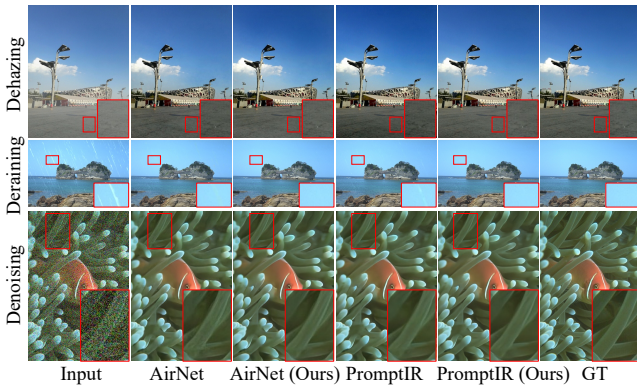 Dehazing
Deraining
Denoising
Input AirNet AirNet (Ours) PromptIR PromptIR (Ours) GT